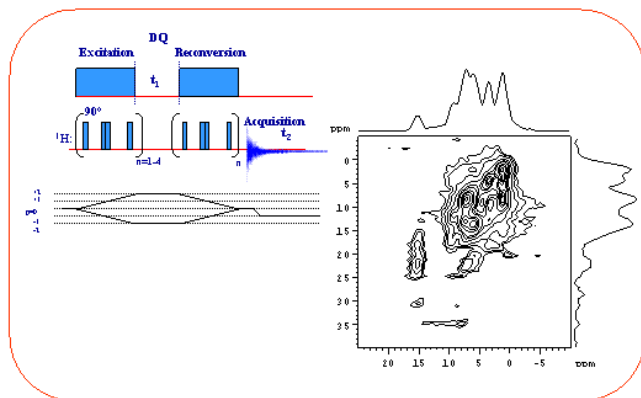 DQ
Excitation Reconversion
t1
90°
1H:
Acquisition
t2
n=1-4
n
ppm
0
5
10
15
20
25
30
35
20 15 10 5 0 -5
ppm